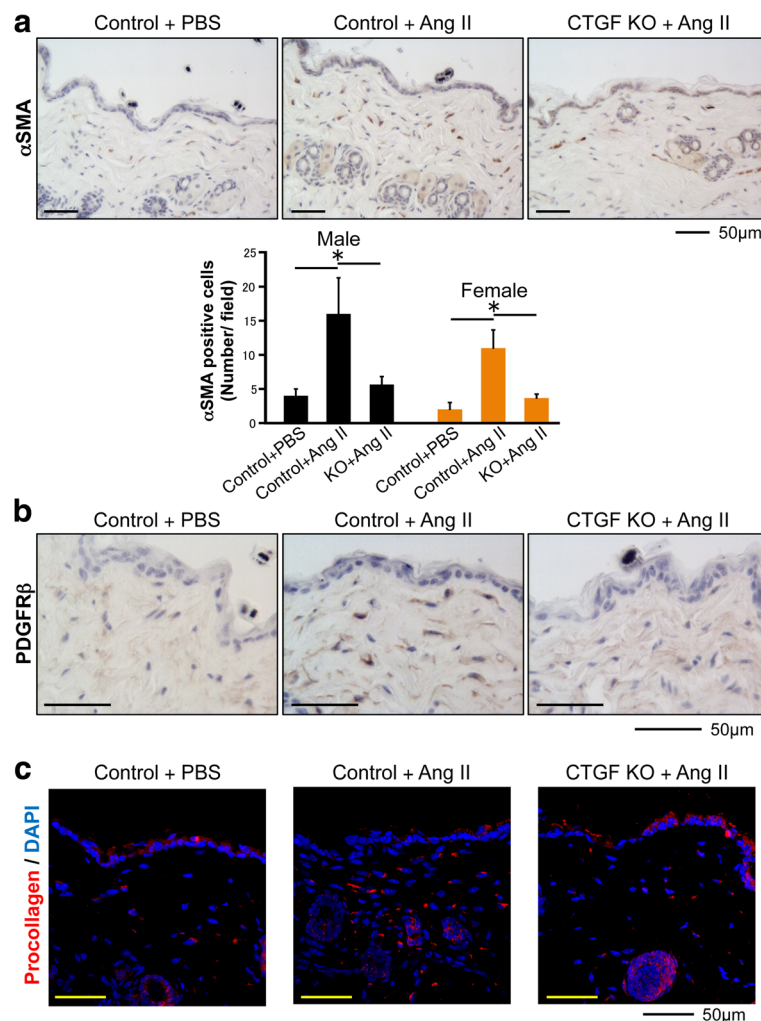 a
Control + PBS
Control + Ang II
CTGF KO + Ang II
αSMA
50µm
αSMA positive cells
(Number/ field)
25
20
15
10
5
0
Male
*
Female
*
Control+PBS
Control+Ang II
KO+Ang II
Control+PBS
Control+Ang II
KO+Ang II
b
Control + PBS
Control + Ang II
CTGF KO + Ang II
PDGFRβ
50µm
c
Control + PBS
Control + Ang II
CTGF KO + Ang II
Procollagen / DAPI
50µm